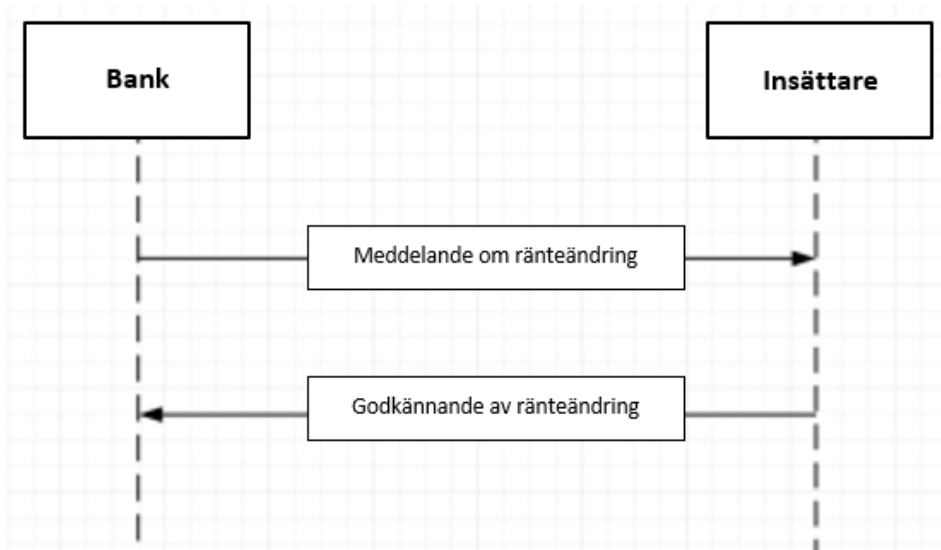 Bank
Insättare
Meddelande om ränteändring
Godkännande av ränteändring